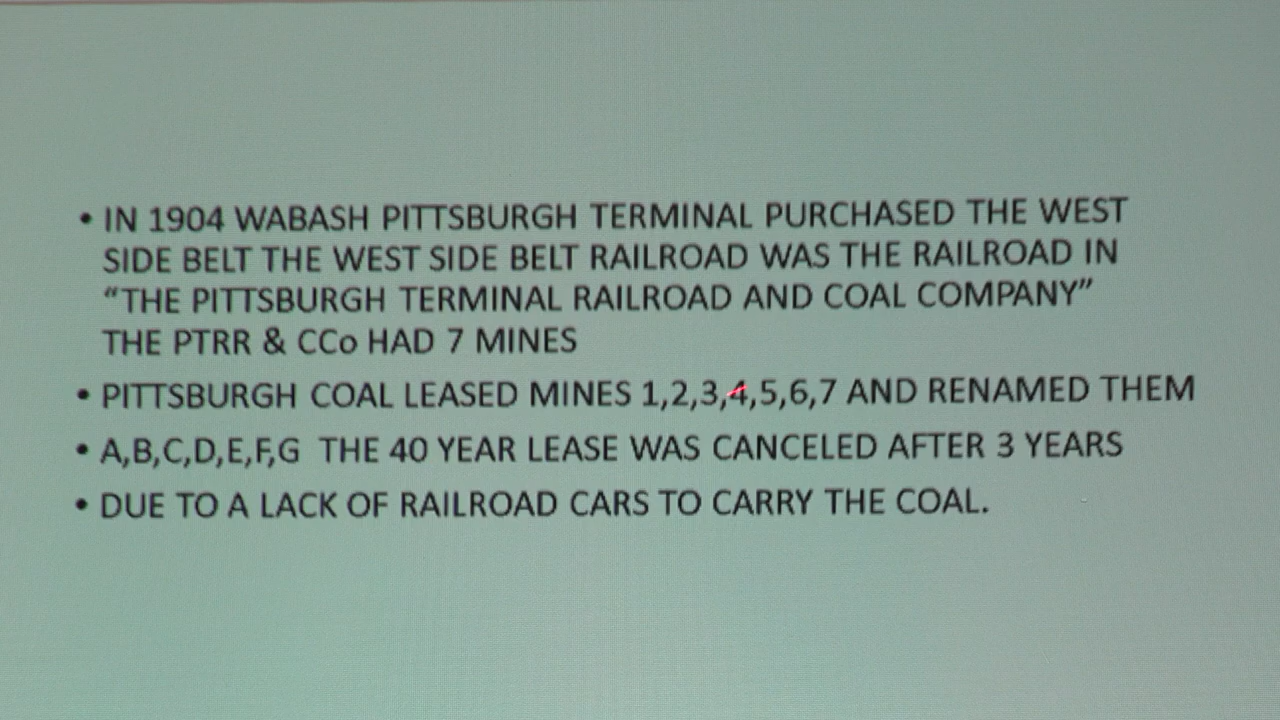 • IN 1904 WABASH PITTSBURGH TERMINAL PURCHASED THE WEST
SIDE BELT THE WEST SIDE BELT RAILROAD WAS THE RAILROAD IN
“THE PITTSBURGH TERMINAL RAILROAD AND COAL COMPANY”
THE PTRR & CCo HAD 7 MINES
• PITTSBURGH COAL LEASED MINES 1,2,3,4,5,6,7 AND RENAMED THEM
• A,B,C,D,E,F,G THE 40 YEAR LEASE WAS CANCELED AFTER 3 YEARS
• DUE TO A LACK OF RAILROAD CARS TO CARRY THE COAL.